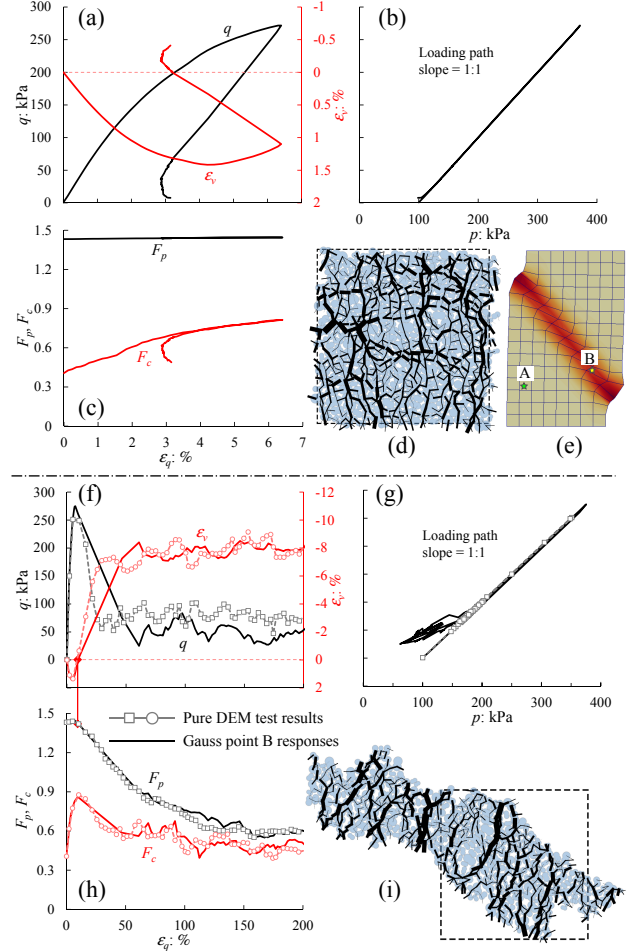 (a)
300
250
200
150
100
50
0
q: kPa
q
εv
-1
-0.5
0
0.5
1
1.5
2
εv: %
(b)
Loading path
slope = 1:1
0
100
200
300
400
p: kPa
1.5
1.2
0.9
0.6
0.3
0
Fp, Fc
Fp
Fc
(c)
0 1 2 3 4 5 6 7
εq: %
(d)
A
B
(e)
(f)
300
250
200
150
100
50
0
q: kPa
εv
q
-12
-10
-8
-6
-4
-2
0
2
εv: %
(g)
Loading path
slope = 1:1
0 100 200 300 400
p: kPa
Pure DEM test results
Gauss point B responses
1.5
1.2
0.9
0.6
0.3
0
Fp, Fc
Fp
Fc
(h)
0 50 100 150 200
εq: %
(i)